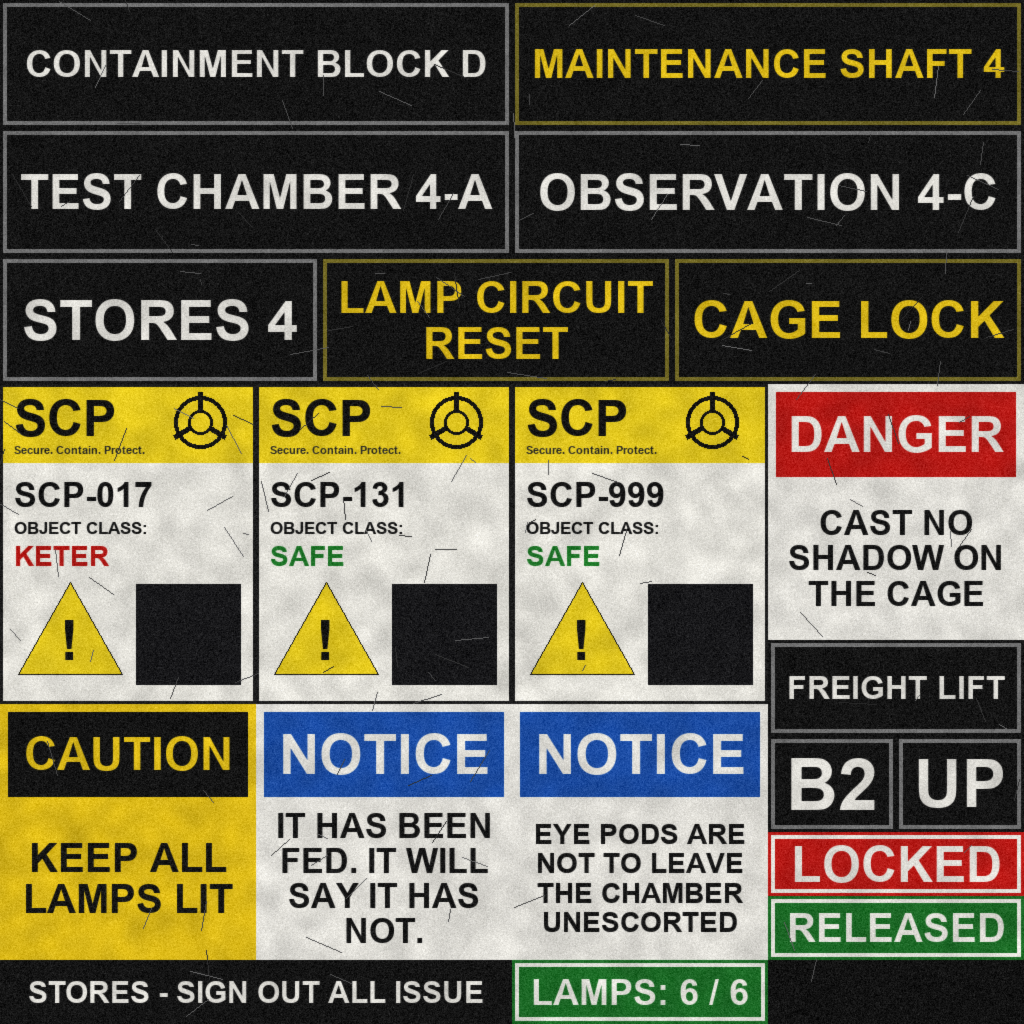 CONTAINMENT BLOCK D
MAINTENANCE SHAFT 4
TEST CHAMBER 4-A
OBSERVATION 4-C
STORES 4
LAMP CIRCUIT
RESET
CAGE LOCK
SCP
Secure. Contain. Protect.
SCP-017
OBJECT CLASS:
KETER
!
SCP
Secure. Contain. Protect.
SCP-131
OBJECT CLASS:
SAFE
!
SCP
Secure. Contain. Protect.
SCP-999
OBJECT CLASS:
SAFE
!
DANGER
CAST NO
SHADOW ON
THE CAGE
FREIGHT LIFT
B2
UP
LOCKED
RELEASED
CAUTION
KEEP ALL
LAMPS LIT
NOTICE
IT HAS BEEN
FED. IT WILL
SAY IT HAS
NOT.
NOTICE
EYE PODS ARE
NOT TO LEAVE
THE CHAMBER
UNESCORTED
STORES - SIGN OUT ALL ISSUE
LAMPS: 6 / 6